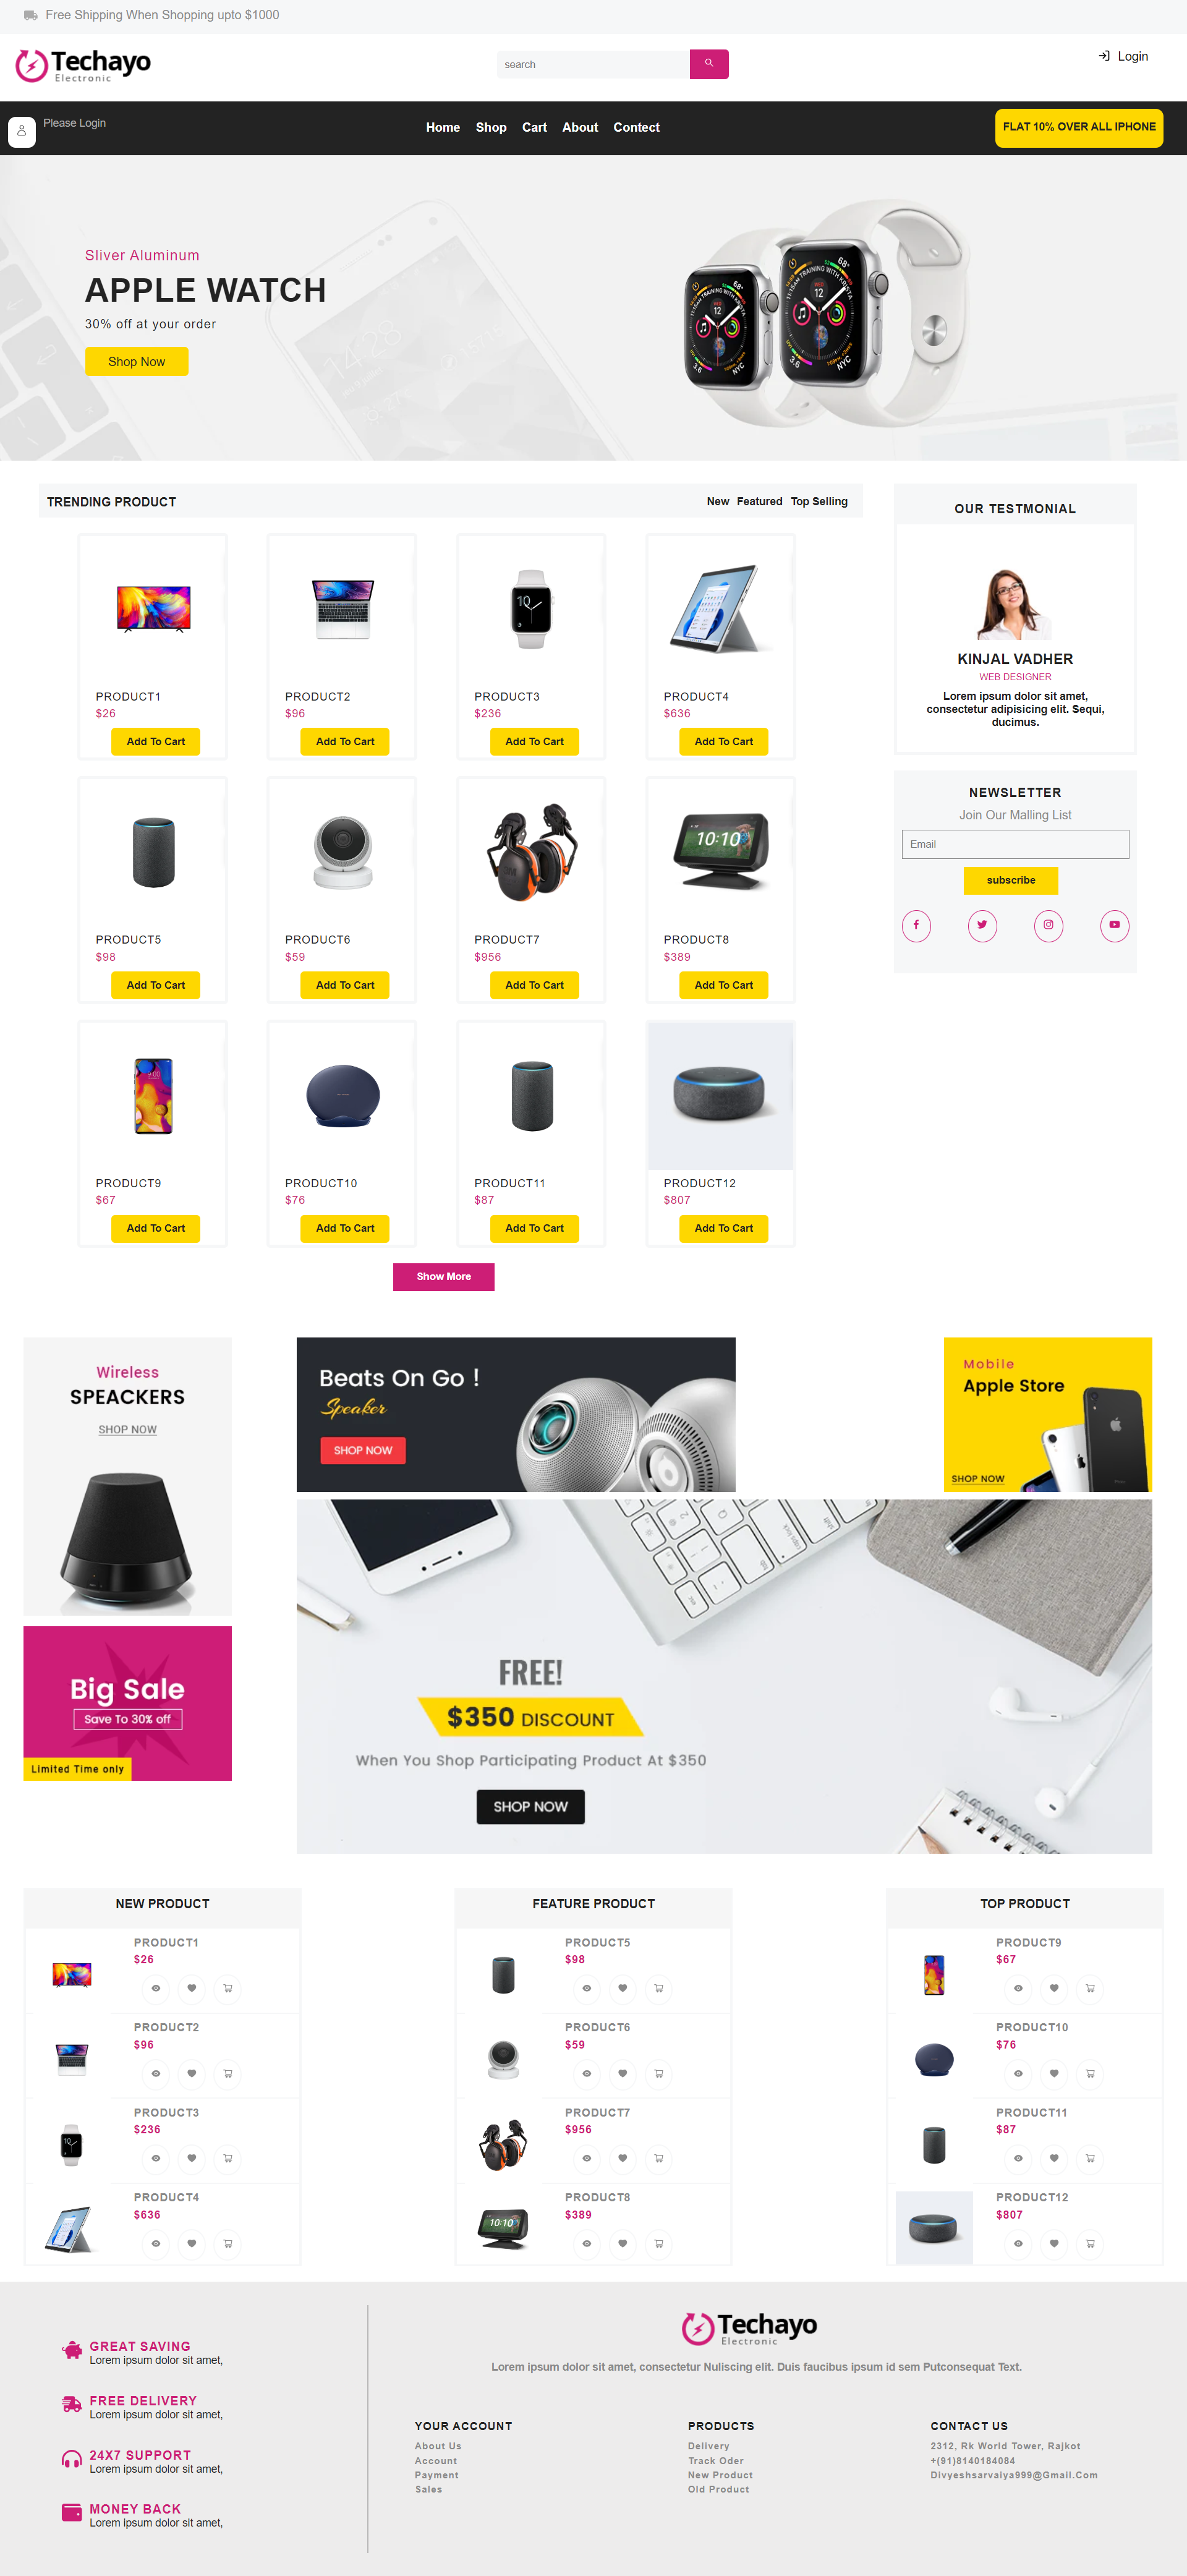 Free Shipping When Shopping upto $1000
Techayo
Electronic
search
Login
Please Login
Home Shop Cart About Contect
FLAT 10% OVER ALL IPHONE
Sliver Aluminum
APPLE WATCH
30% off at your order
Shop Now
TRENDING PRODUCT
New Featured Top Selling
PRODUCT1
$26
Add To Cart
PRODUCT2
$96
Add To Cart
PRODUCT3
$236
Add To Cart
PRODUCT4
$636
Add To Cart
PRODUCT5
$98
Add To Cart
PRODUCT6
$59
Add To Cart
PRODUCT7
$956
Add To Cart
10:10
PRODUCT8
$389
Add To Cart
PRODUCT9
$67
Add To Cart
PRODUCT10
$76
Add To Cart
PRODUCT11
$87
Add To Cart
PRODUCT12
$807
Add To Cart
Show More
OUR TESTMONIAL
KINJAL VADHER
WEB DESIGNER
Lorem ipsum dolor sit amet,
consectetur adipisicing elit. Sequi,
ducimus.
NEWSLETTER
Join Our Malling List
Email
subscribe
Wireless
SPEACKERS
SHOP NOW
Big Sale
Save To 30% off
Limited Time only
Beats On Go !
Speaker
SHOP NOW
Mobile
Apple Store
SHOP NOW
FREE!
$350 DISCOUNT
When You Shop Participating Product At $350
SHOP NOW
NEW PRODUCT
PRODUCT1
$26
PRODUCT2
$96
PRODUCT3
$236
PRODUCT4
$636
FEATURE PRODUCT
PRODUCT5
$98
PRODUCT6
$59
PRODUCT7
$956
10:10
PRODUCT8
$389
TOP PRODUCT
PRODUCT9
$67
PRODUCT10
$76
PRODUCT11
$87
PRODUCT12
$807
GREAT SAVING
Lorem ipsum dolor sit amet,
FREE DELIVERY
Lorem ipsum dolor sit amet,
24X7 SUPPORT
Lorem ipsum dolor sit amet,
MONEY BACK
Lorem ipsum dolor sit amet,
Techayo
Electronic
Lorem ipsum dolor sit amet, consectetur Nuliscing elit. Duis faucibus ipsum id sem Putconsequat Text.
YOUR ACCOUNT
About Us
Account
Payment
Sales
PRODUCTS
Delivery
Track Oder
New Product
Old Product
CONTACT US
2312, Rk World Tower, Rajkot
+(91)8140184084
Divyeshsarvaiya999@Gmail.Com